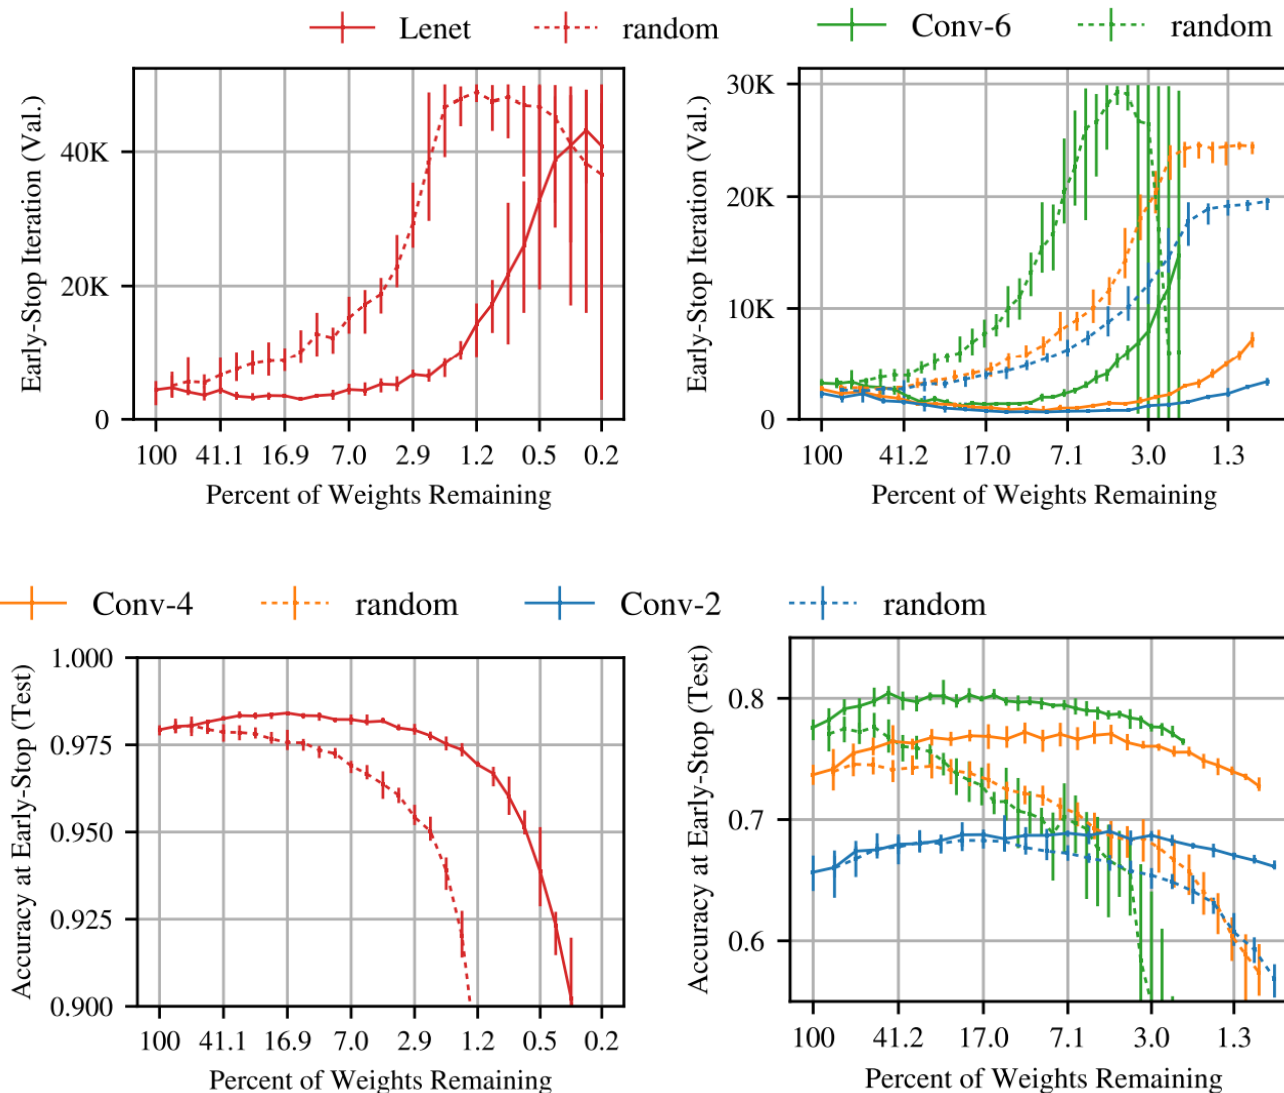 Lenet random Conv-6 random
Early-Stop Iteration (Val.)
40K
20K
0
100 41.1 16.9 7.0 2.9 1.2 0.5 0.2
Percent of Weights Remaining
Early-Stop Iteration (Val.)
30K
20K
10K
0
100 41.2 17.0 7.1 3.0 1.3
Percent of Weights Remaining
Conv-4 random Conv-2 random
Accuracy at Early-Stop (Test)
1.000
0.975
0.950
0.925
0.900
100 41.1 16.9 7.0 2.9 1.2 0.5 0.2
Percent of Weights Remaining
Accuracy at Early-Stop (Test)
0.8
0.7
0.6
100 41.2 17.0 7.1 3.0 1.3
Percent of Weights Remaining